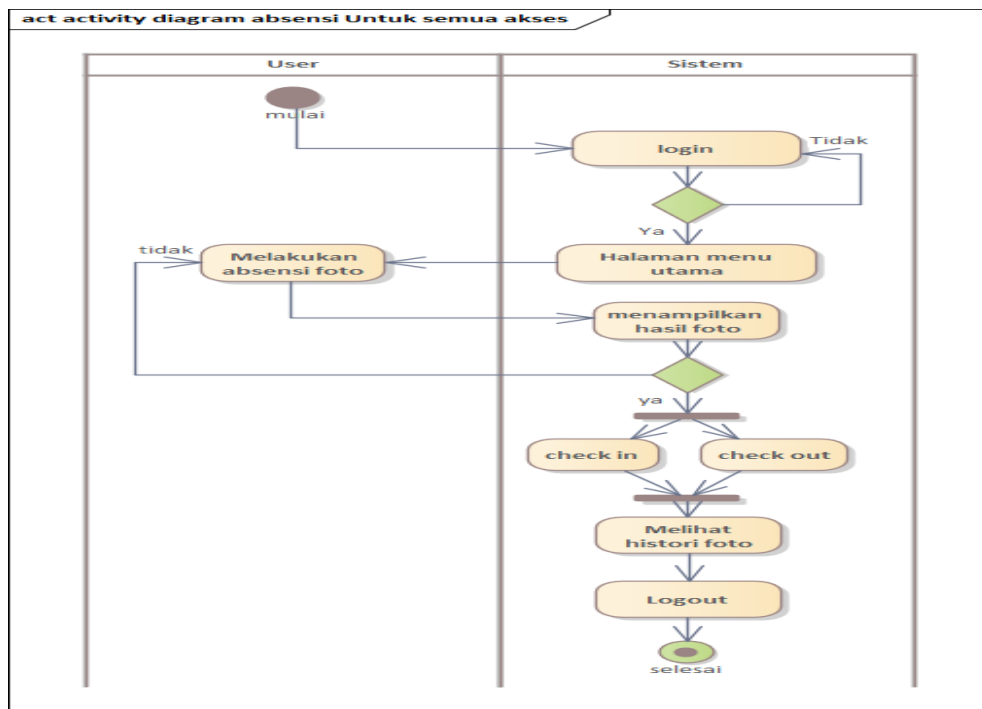 act activity diagram absensi Untuk semua akses
User
Sistem
mulai
login
Tidak
Ya
tidak
Melakukan
absensi foto
Halaman menu
utama
menampilkan
hasil foto
ya
check in
check out
Melihat
histori foto
Logout
selesai